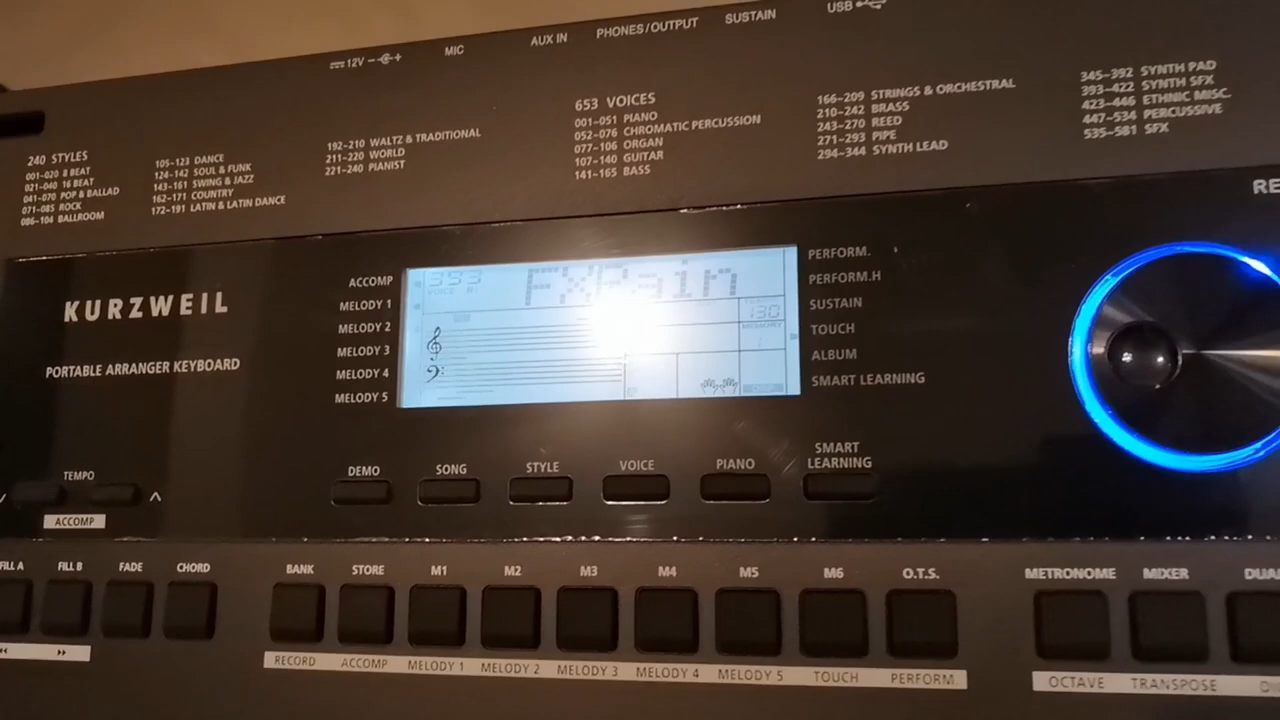 12V
MIC
AUX IN
PHONES/OUTPUT
SUSTAIN
USB
240 STYLES
001-020 8 BEAT
021-040 16 BEAT
041-070 POP & BALLAD
071-085 ROCK
086-104 BALLROOM
105-123 DANCE
124-142 SOUL & FUNK
143-161 SWING & JAZZ
162-171 COUNTRY
172-191 LATIN & LATIN DANCE
192-210 WALTZ & TRADITIONAL
211-220 WORLD
221-240 PIANIST
653 VOICES
001-051 PIANO
052-076 CHROMATIC PERCUSSION
077-106 ORGAN
107-140 GUITAR
141-165 BASS
166-209 STRINGS & ORCHESTRAL
210-242 BRASS
243-270 REED
271-293 PIPE
294-344 SYNTH LEAD
345-392 SYNTH PAD
393-422 SYNTH SFX
423-446 ETHNIC MISC.
447-534 PERCUSSIVE
535-581 SFX
RE
KURZWEIL
PORTABLE ARRANGER KEYBOARD
ACCOMP
MELODY 1
MELODY 2
MELODY 3
MELODY 4
MELODY 5
393 FXRain
VOICE R1
130
MEASURE
PERFORM.
PERFORM.H
SUSTAIN
TOUCH
ALBUM
SMART LEARNING
TEMPO
ACCOMP
DEMO
SONG
STYLE
VOICE
PIANO
SMART
LEARNING
FILL A
FILL B
FADE
CHORD
BANK
STORE
M1
M2
M3
M4
M5
M6
O.T.S.
METRONOME
MIXER
DUAL
RECORD
ACCOMP
MELODY 1
MELODY 2
MELODY 3
MELODY 4
MELODY 5
TOUCH
PERFORM.
OCTAVE
TRANSPOSE